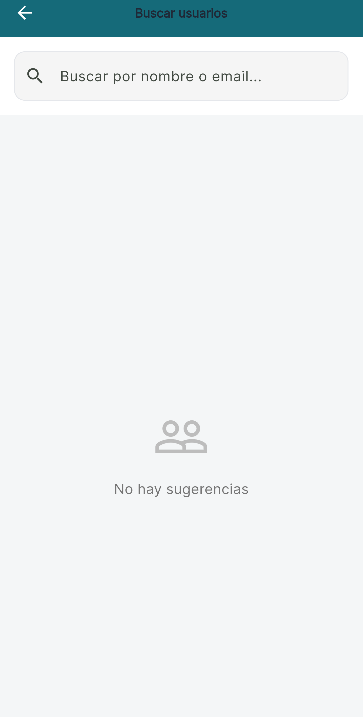 Buscar usuarios
Buscar por nombre o email...
No hay sugerencias